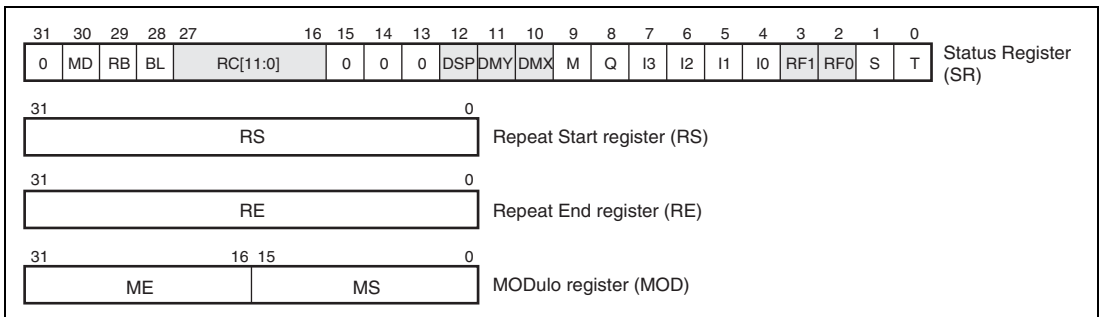 31 30 29 28 27 16 15 14 13 12 11 10 9 8 7 6 5 4 3 2 1 0
0 MD RB BL RC[11:0] 0 0 0 DSP DMY DMX M Q I3 I2 I1 I0 RF1 RF0 S T
Status Register
(SR)
31 0
RS Repeat Start register (RS)
31 0
RE Repeat End register (RE)
31 16 15 0
ME MS MODulo register (MOD)